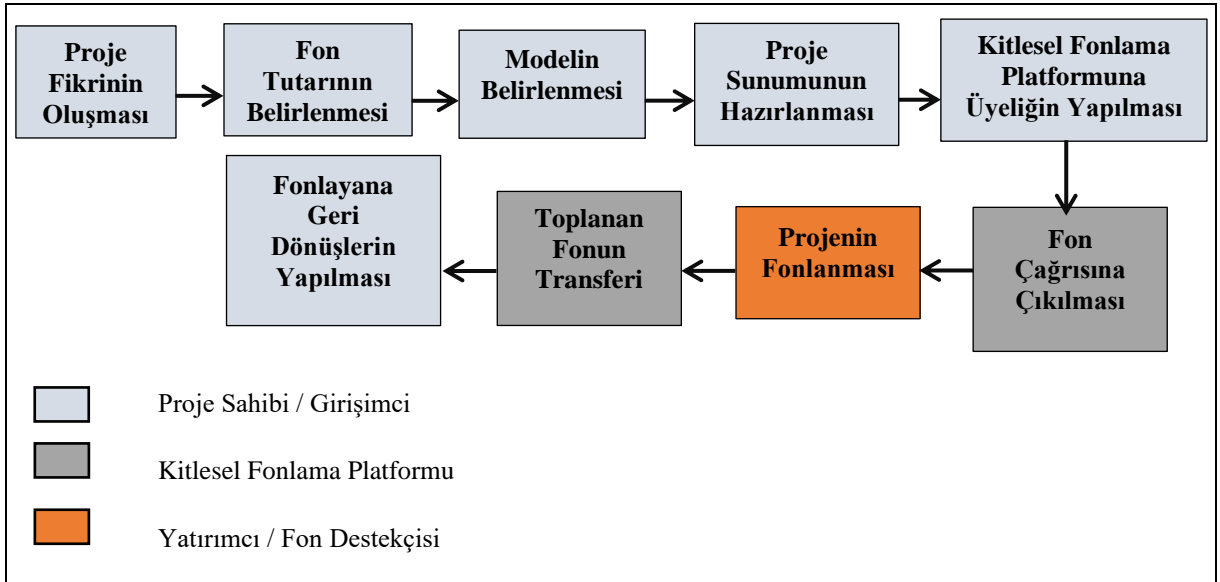 Proje
Fikrinin
Oluşması
Fon
Tutarının
Belirlenmesi
Modelin
Belirlenmesi
Proje
Sunumunun
Hazırlanması
Kitlesel Fonlama
Platformuna
Üyeliğin Yapılması
Fon
Çağrısına
Çıkılması
Projenin
Fonlanması
Toplanan
Fonun
Transferi
Fonlayana
Geri
Dönüşlerin
Yapılması
Proje Sahibi / Girişimci
Kitlesel Fonlama Platformu
Yatırımcı / Fon Destekçisi